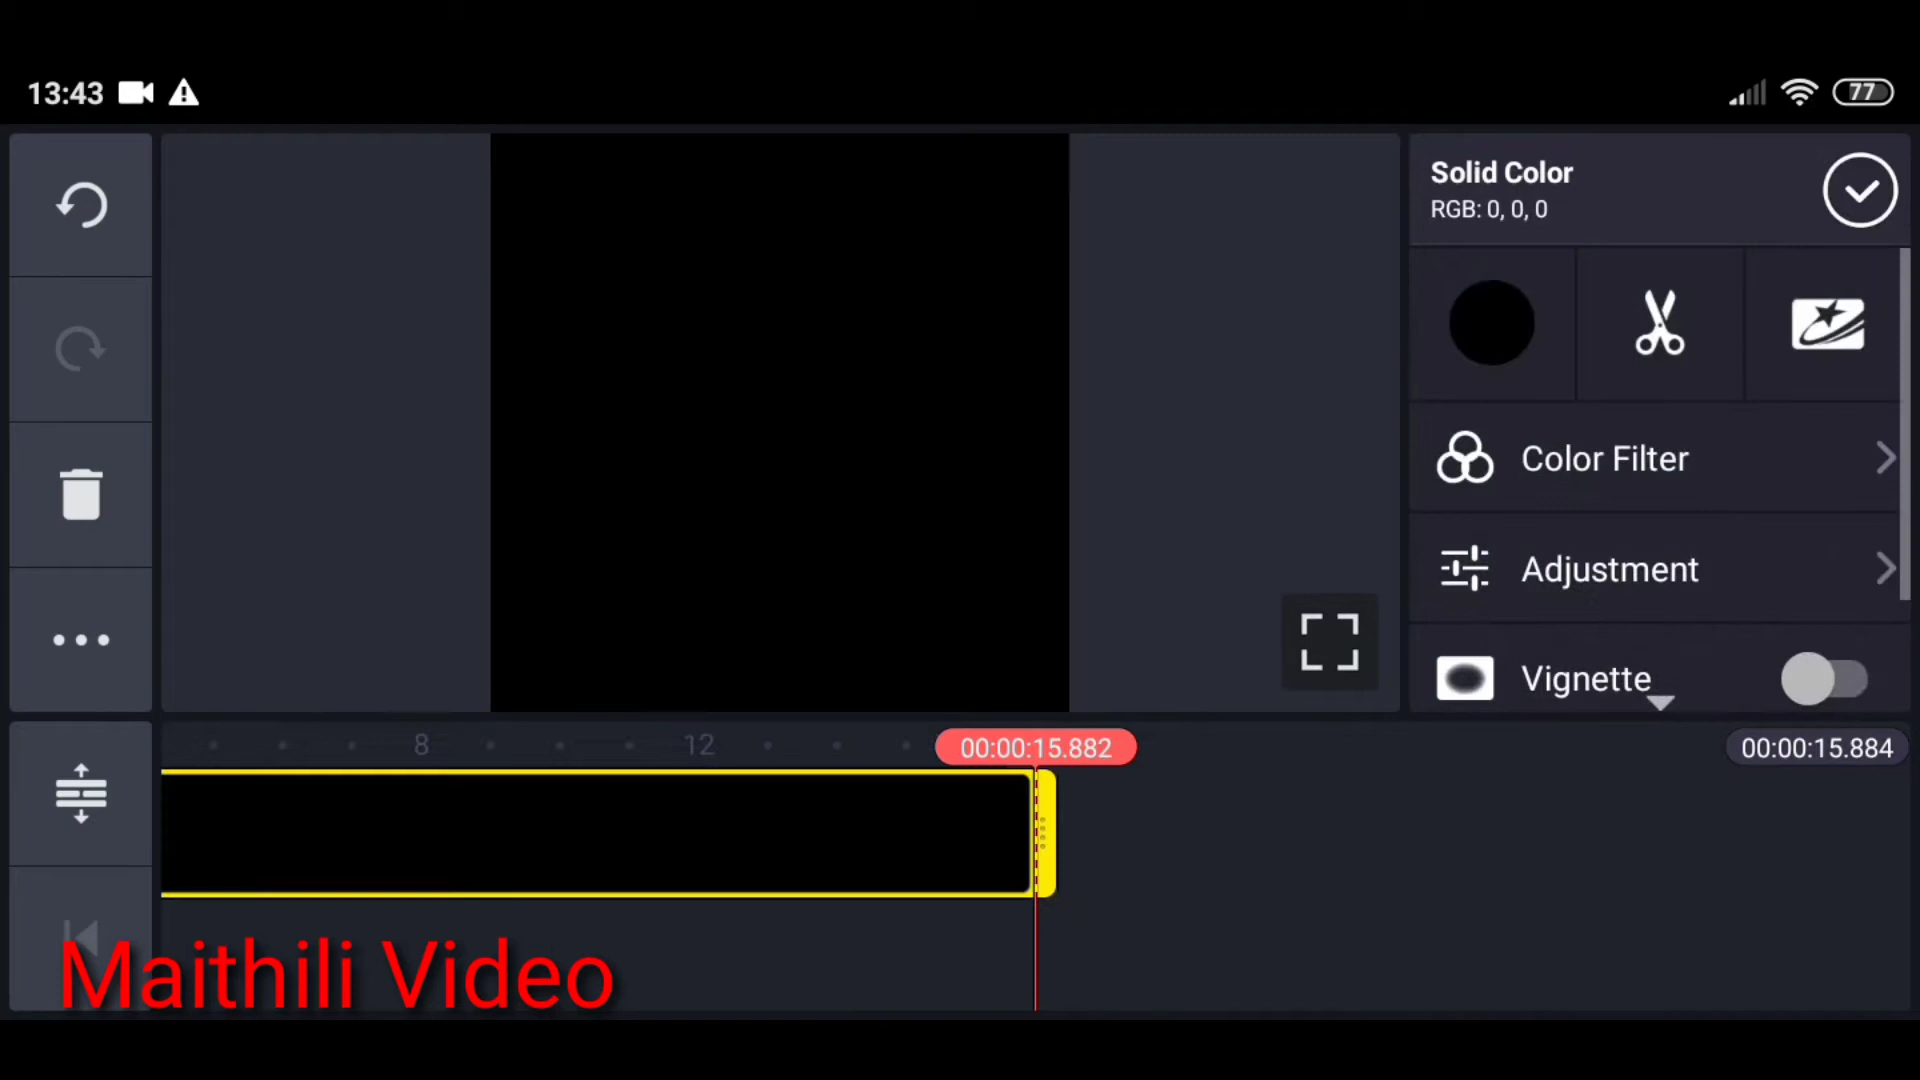 13:43
77
Solid Color
RGB: 0, 0, 0
Color Filter
Adjustment
Vignette
8
12
00:00:15.882
00:00:15.884
Maithili Video